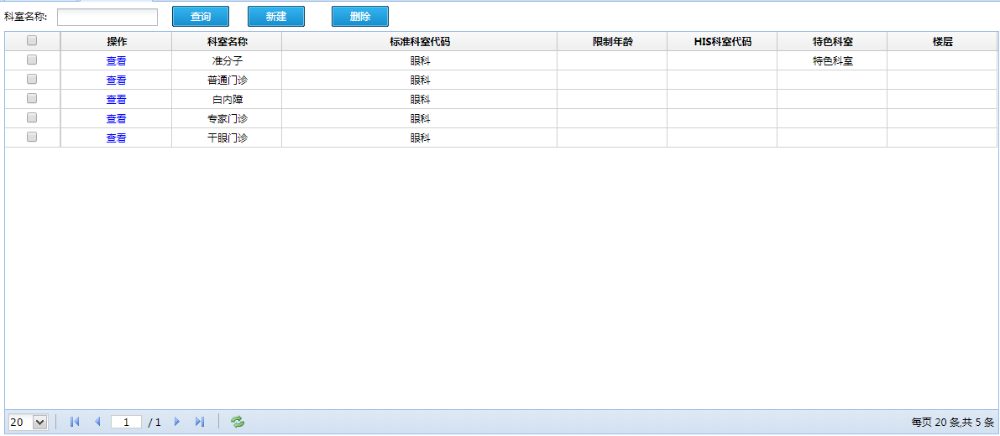 科室名称: 查询 新建 删除
操作 科室名称 标准科室代码 限制年龄 HIS科室代码 特色科室 楼层
查看 准分子 眼科 特色科室
查看 普通门诊 眼科
查看 白内障 眼科
查看 专家门诊 眼科
查看 干眼门诊 眼科
20 1 / 1 每页 20 条,共 5 条